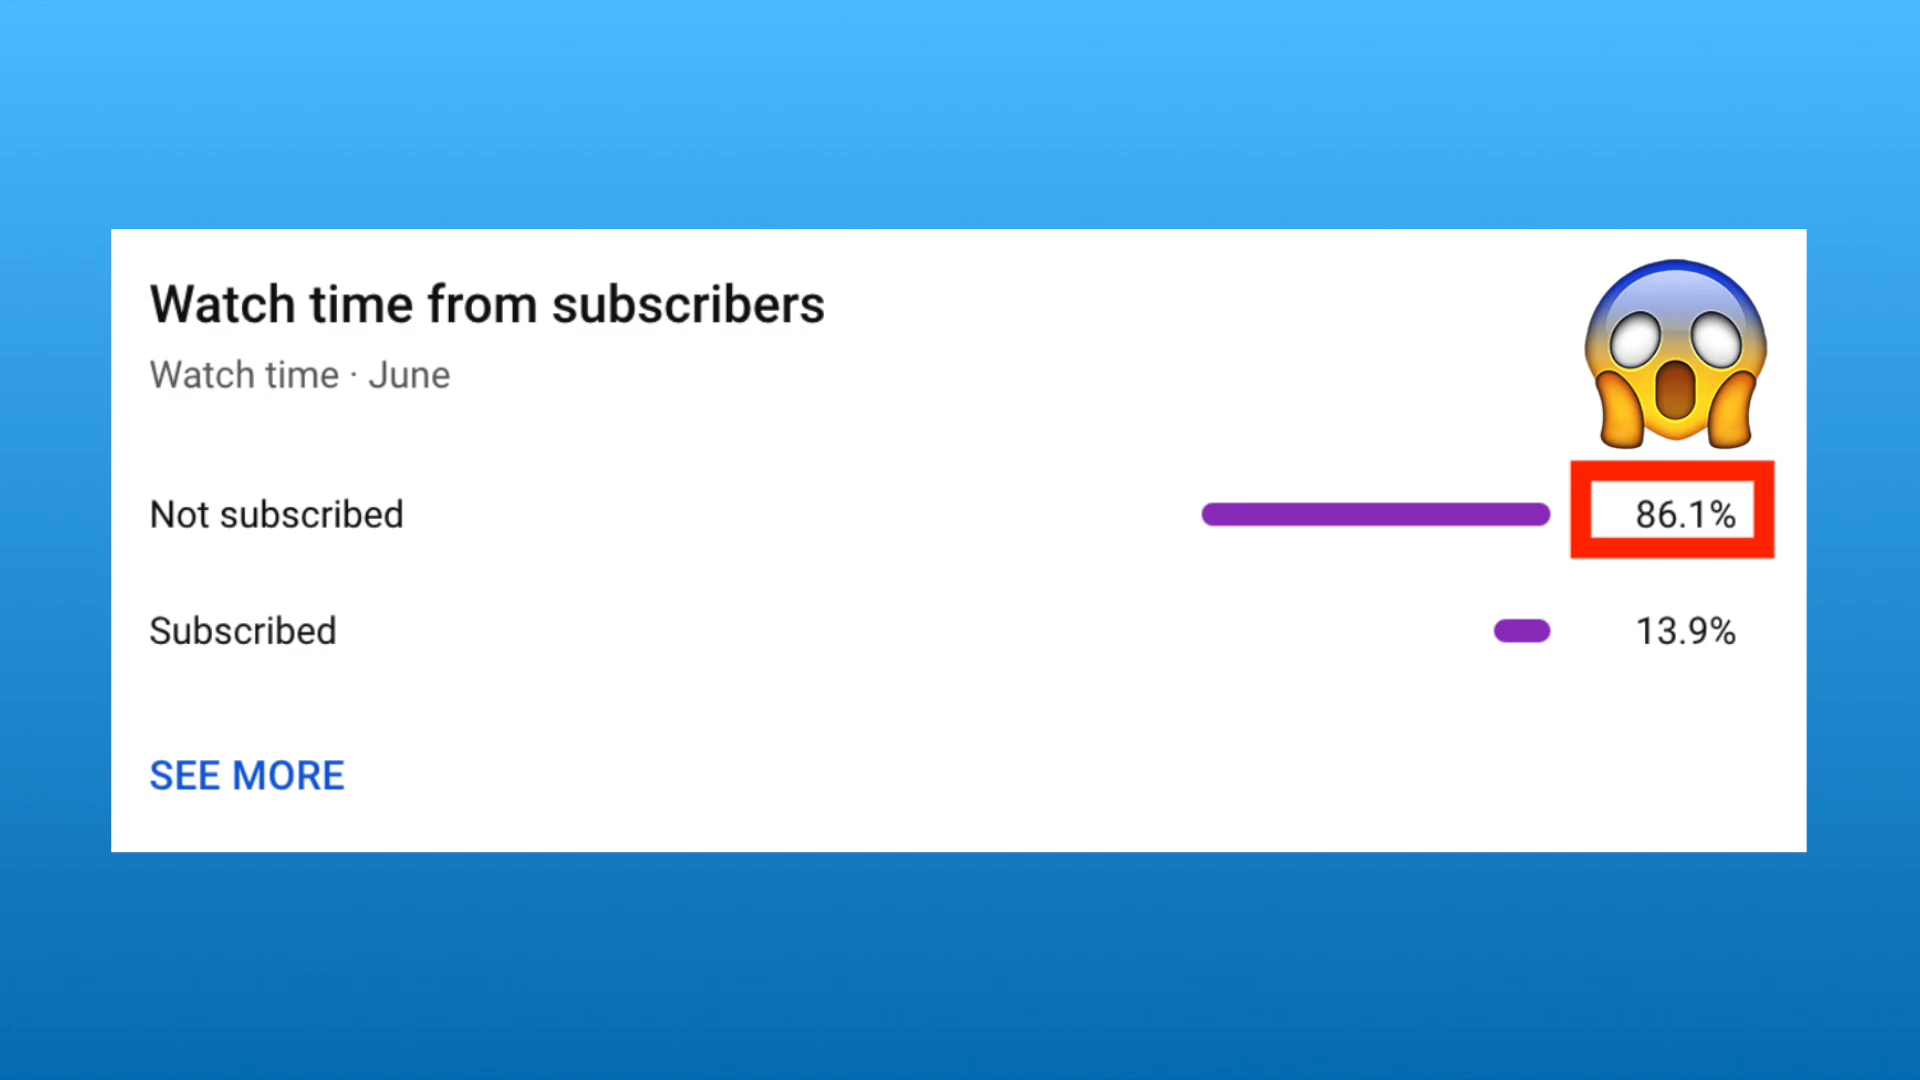 Watch time from subscribers
Watch time · June
Not subscribed 86.1%
Subscribed 13.9%
SEE MORE